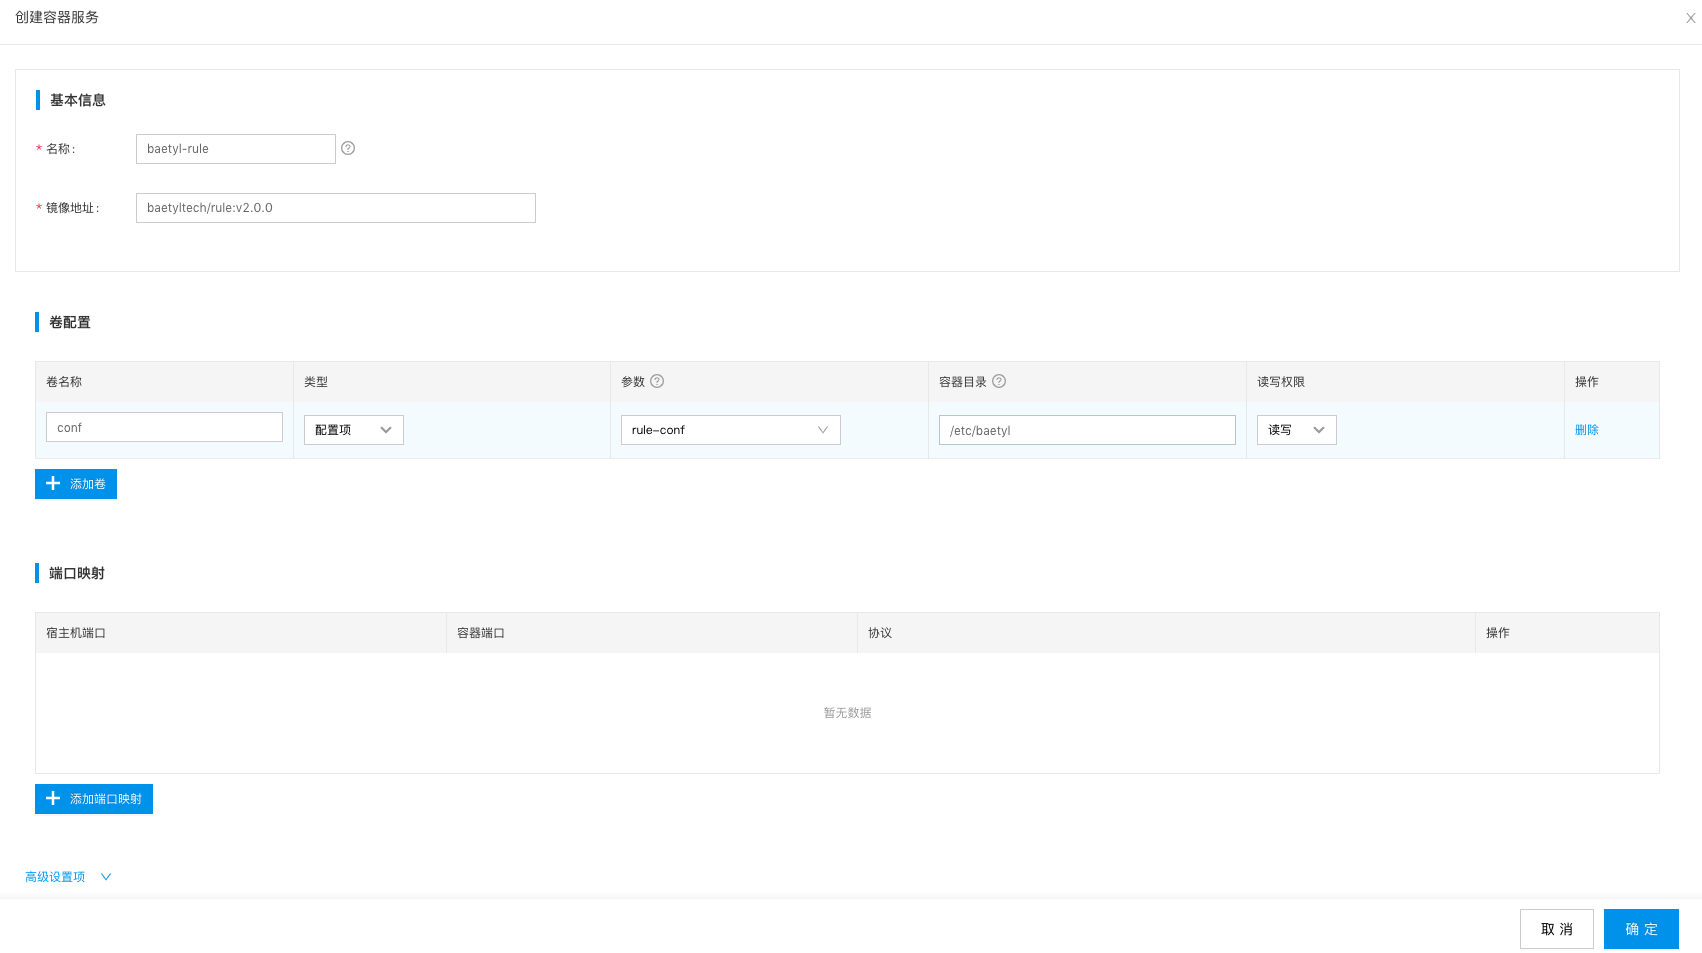 创建容器服务
基本信息
* 名称:
baetyl-rule
* 镜像地址:
baetyltech/rule:v2.0.0
卷配置
卷名称 类型 参数 容器目录 读写权限 操作
conf 配置项 rule-conf /etc/baetyl 读写 删除
添加卷
端口映射
宿主机端口 容器端口 协议 操作
暂无数据
添加端口映射
高级设置项
取消 确定